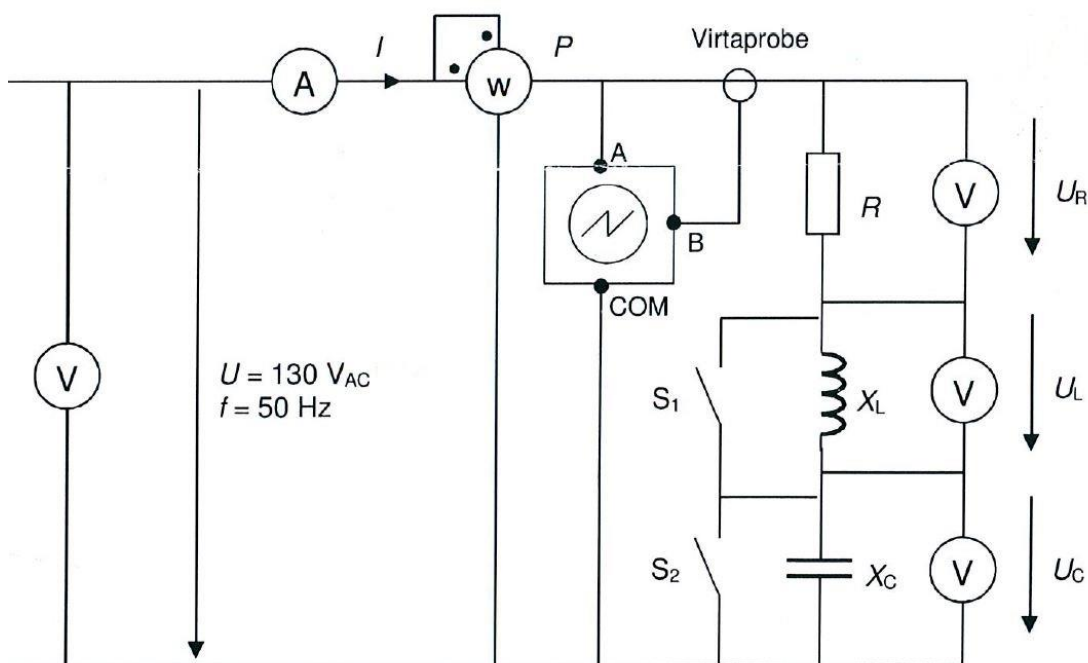 Virtaprobe
I
P
A
W
A
B
COM
R
V
U_R
V
U = 130 V_AC
f = 50 Hz
S_1
X_L
V
U_L
S_2
X_C
V
U_C